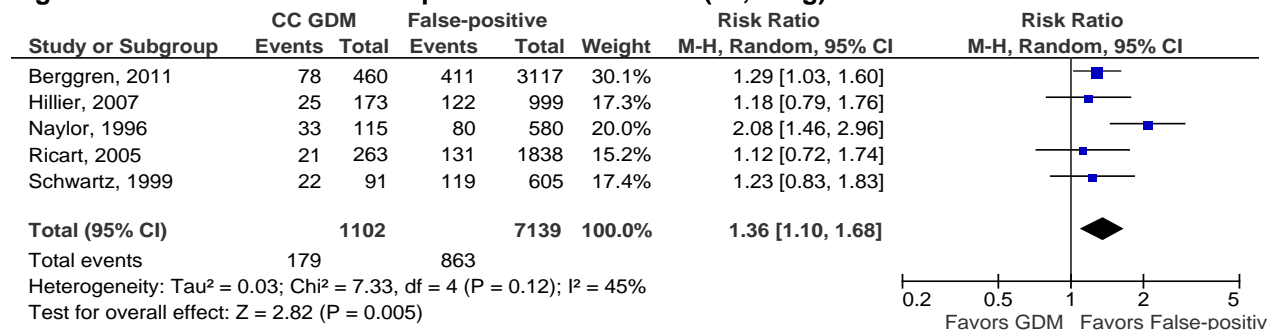 CC GDM False-positive Risk Ratio Risk Ratio
Study or Subgroup Events Total Events Total Weight M-H, Random, 95% CI M-H, Random, 95% CI
Berggren, 2011 78 460 411 3117 30.1% 1.29 [1.03, 1.60]
Hillier, 2007 25 173 122 999 17.3% 1.18 [0.79, 1.76]
Naylor, 1996 33 115 80 580 20.0% 2.08 [1.46, 2.96]
Ricart, 2005 21 263 131 1838 15.2% 1.12 [0.72, 1.74]
Schwartz, 1999 22 91 119 605 17.4% 1.23 [0.83, 1.83]
Total (95% CI) 1102 7139 100.0% 1.36 [1.10, 1.68]
Total events 179 863
Heterogeneity: Tau² = 0.03; Chi² = 7.33, df = 4 (P = 0.12); I² = 45%
Test for overall effect: Z = 2.82 (P = 0.005)
0.2 0.5 1 2 5
Favors GDM Favors False-positiv